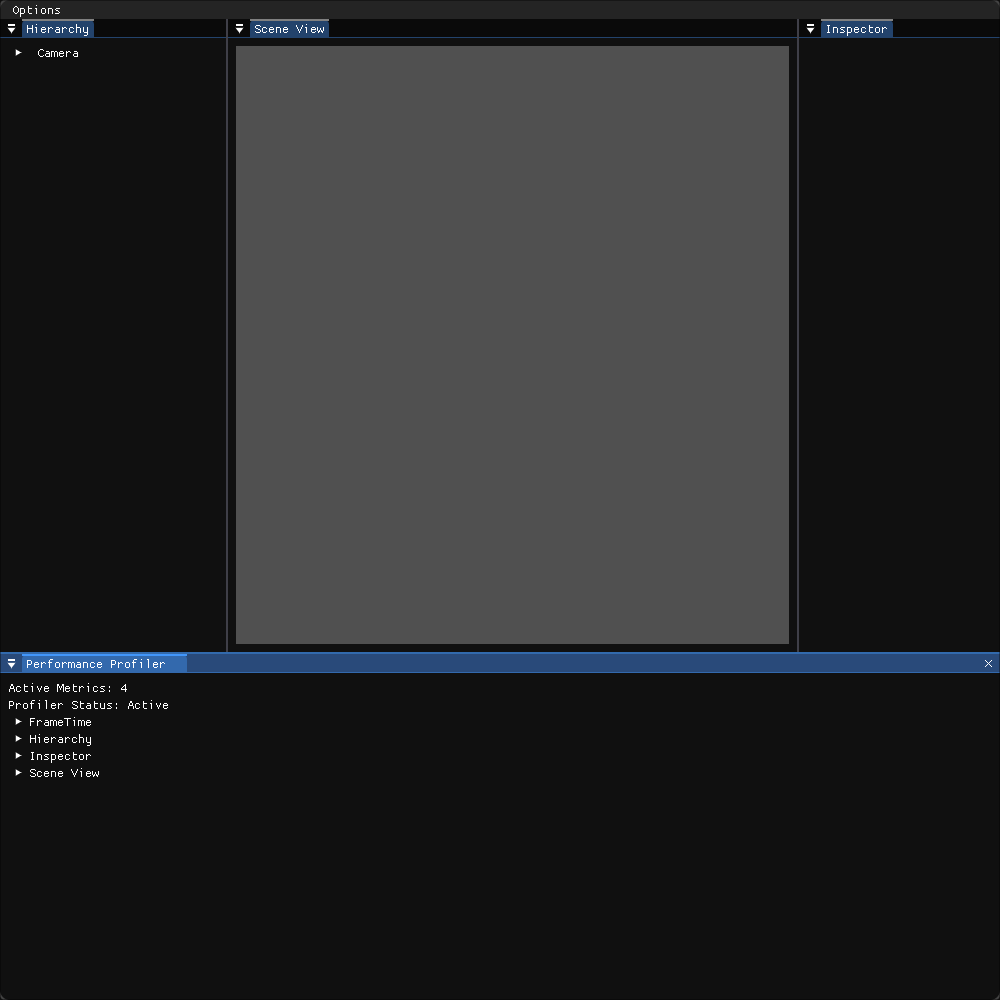 Options
Hierarchy
Scene View
Inspector
Camera
Performance Profiler
Active Metrics: 4
Profiler Status: Active
FrameTime
Hierarchy
Inspector
Scene View